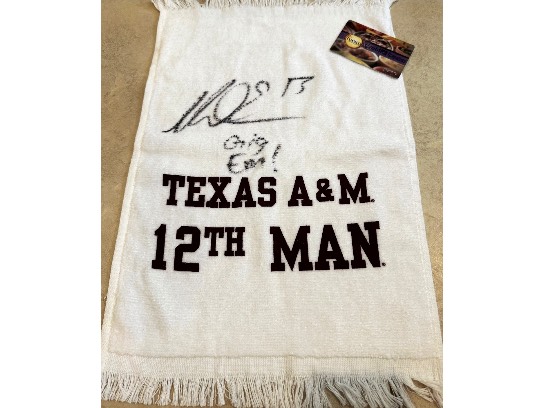 Gig
Em!
TEXAS A&M.
12TH MAN.